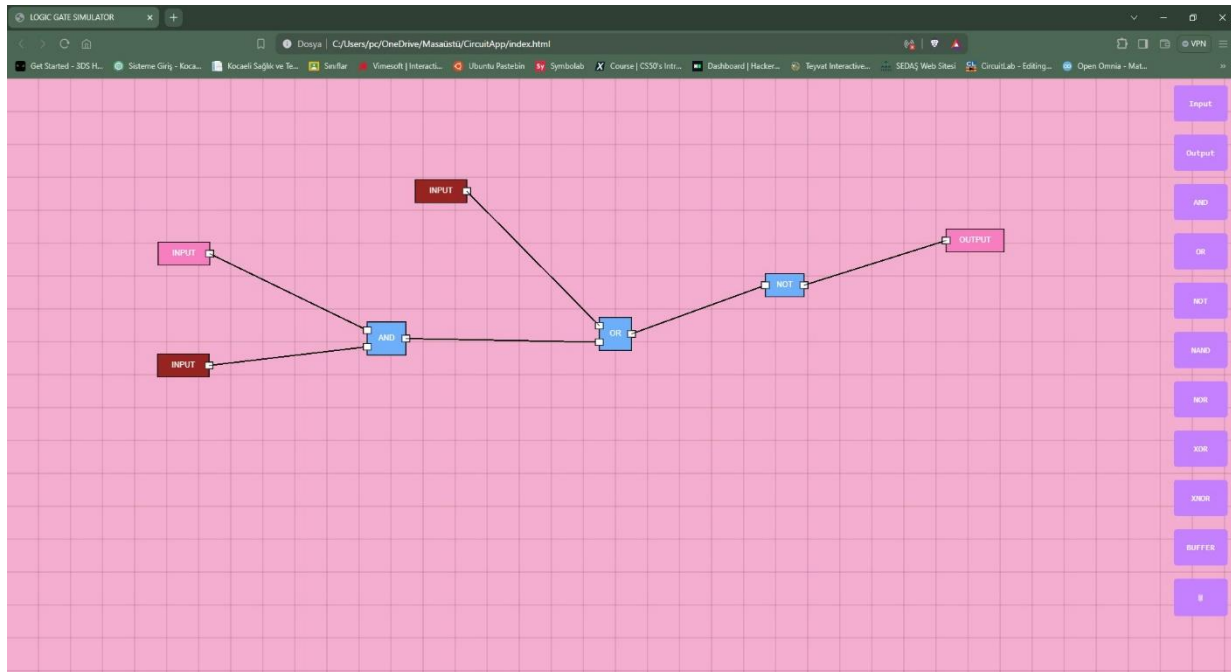 LOGIC GATE SIMULATOR
Dosya C:/Users/pc/OneDrive/Masaüstü/CircuitApp/index.html
VPN
Get Started - 3DS H... Sisteme Giriş - Koca... Kocaeli Sağlık ve Te... Sınıflar Vimesoft | Interacti... Ubuntu Pastebin Symbolab Course | CS50's Intr... Dashboard | Hacker... Teyvat Interactive... SEDAŞ Web Sitesi CircuitLab - Editing... Open Omnia - Mat...
Input
Output
INPUT
AND
OUTPUT
INPUT
OR
NOT
NOT
OR
AND
NAND
INPUT
NOR
XOR
XNOR
BUFFER